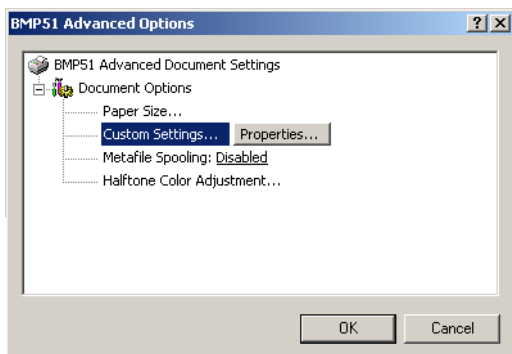 BMP51 Advanced Options
BMP51 Advanced Document Settings
Document Options
Paper Size...
Custom Settings... Properties...
Metafile Spooling: Disabled
Halftone Color Adjustment...
OK Cancel